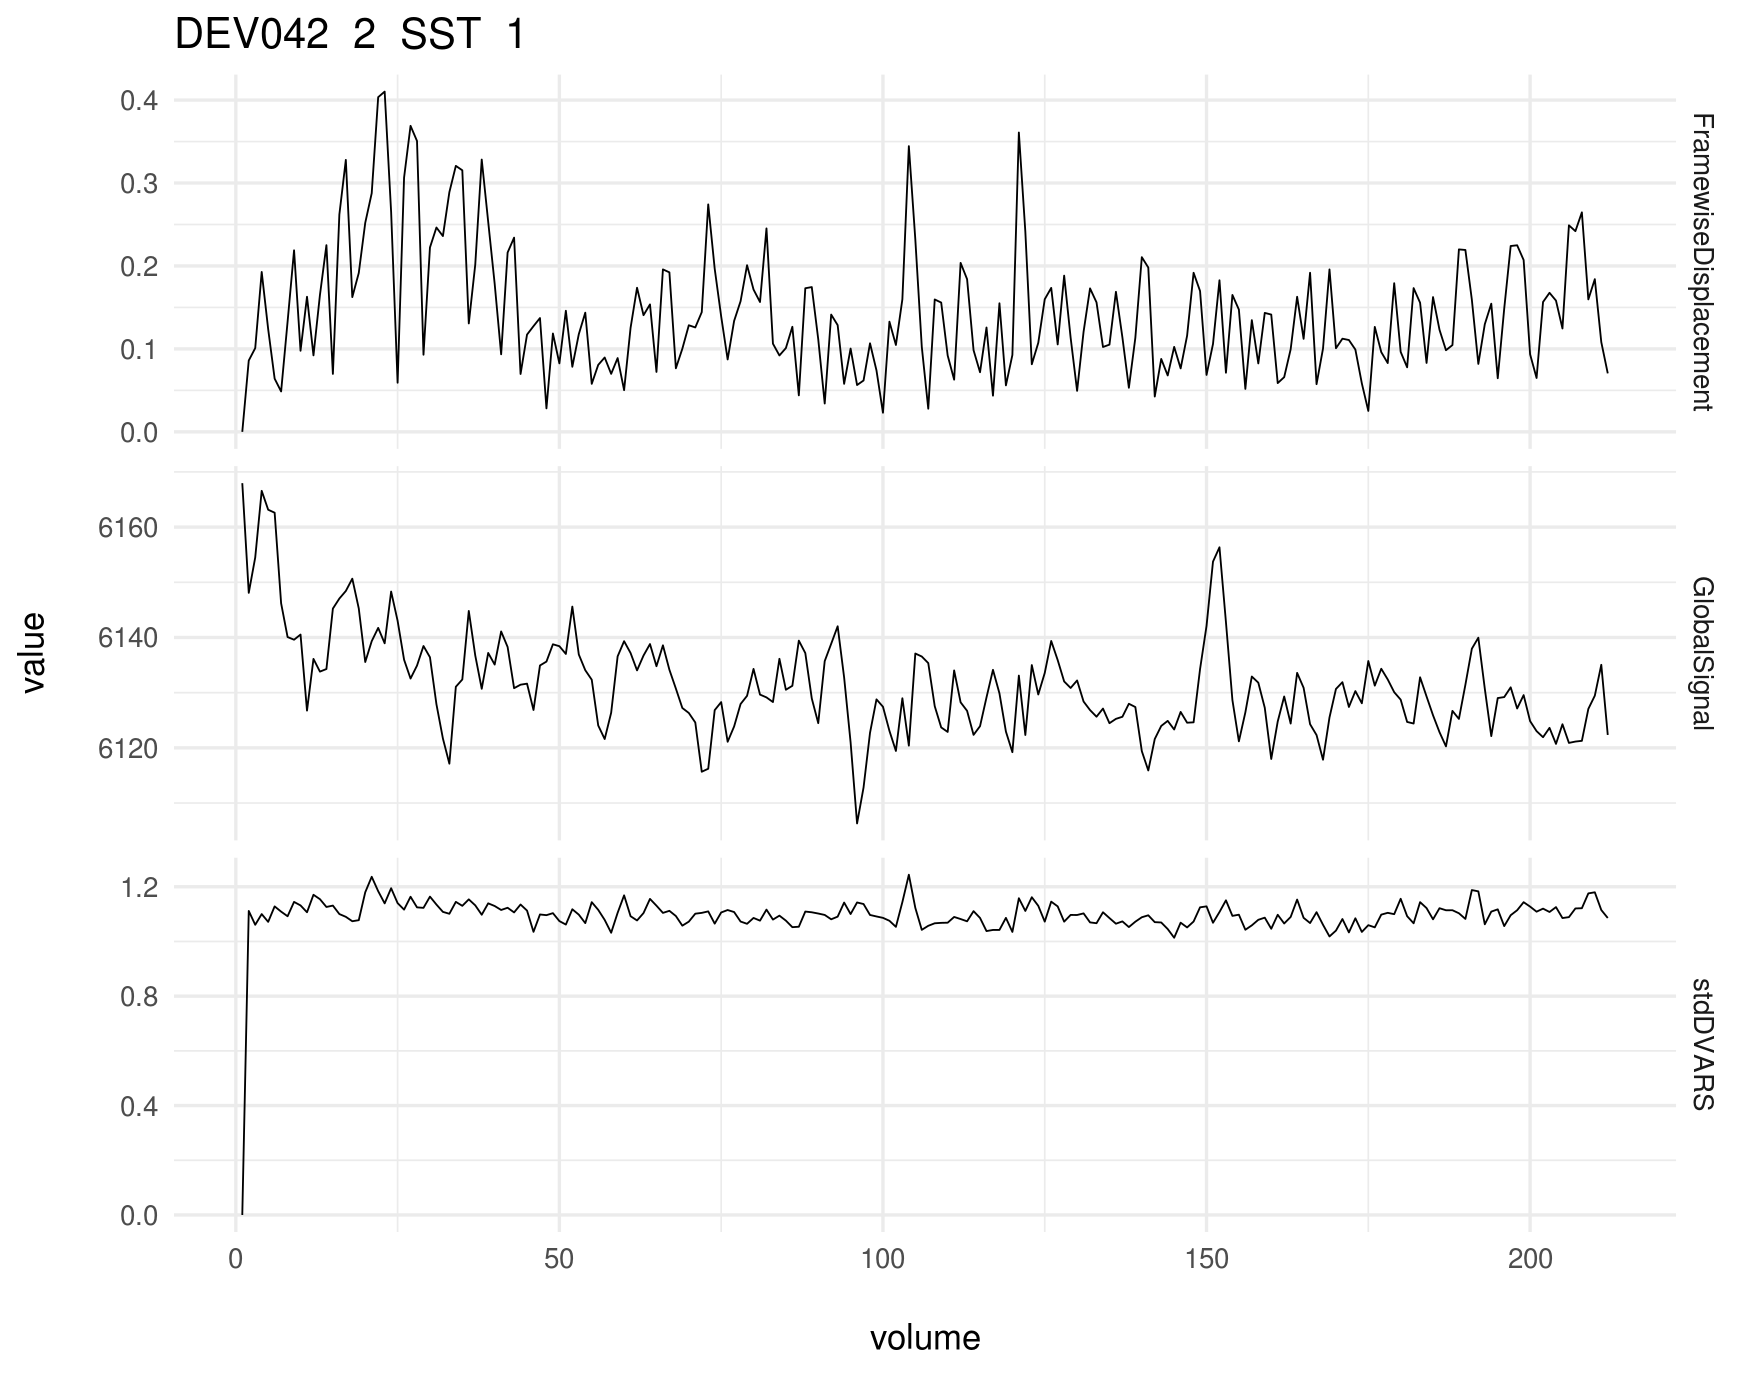 DEV042 2 SST 1
0.4
0.3
0.2
0.1
0.0
FramewiseDisplacement
6160
6140
6120
GlobalSignal
value
1.2
0.8
0.4
0.0
stdDVARS
0 50 100 150 200
volume